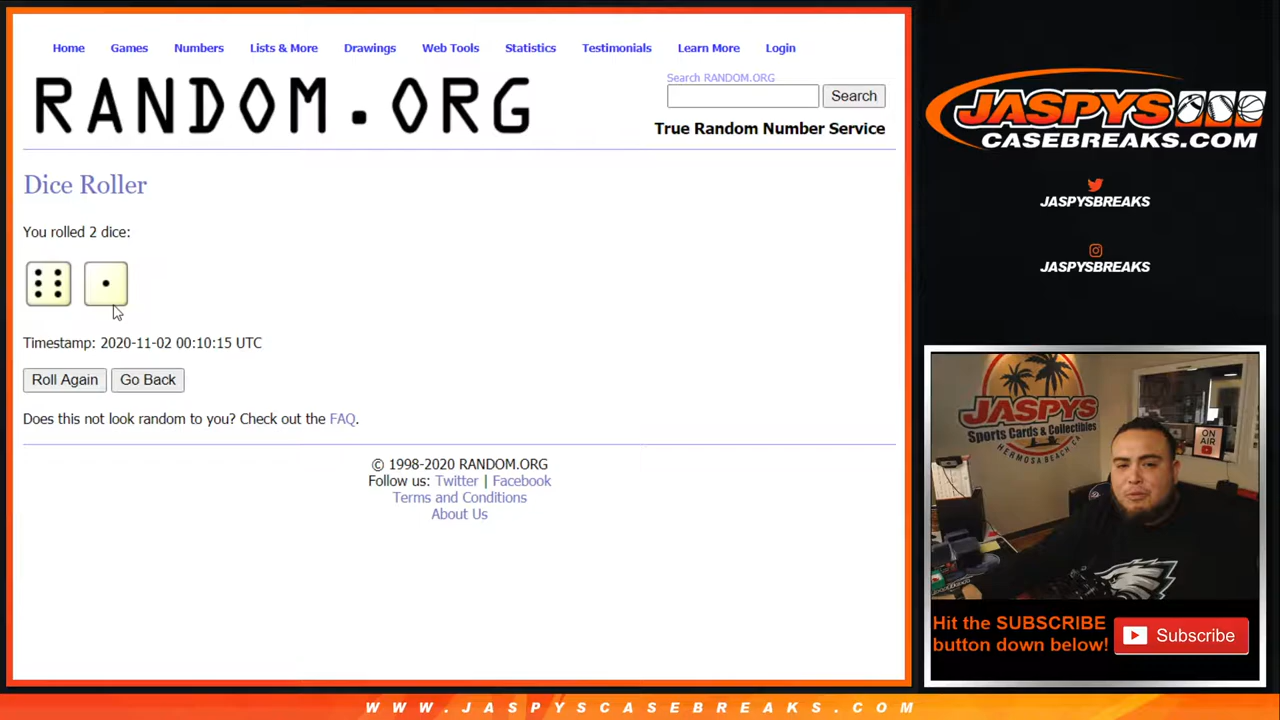 Home Games Numbers Lists & More Drawings Web Tools Statistics Testimonials Learn More Login
RANDOM.ORG
Search RANDOM.ORG
Search
True Random Number Service
Dice Roller
You rolled 2 dice:
Timestamp: 2020-11-02 00:10:15 UTC
Roll Again Go Back
Does this not look random to you? Check out the FAQ.
© 1998-2020 RANDOM.ORG
Follow us: Twitter | Facebook
Terms and Conditions
About Us
JASPYS
CASEBREAKS.COM
JASPYSBREAKS
JASPYSBREAKS
JASPYS
Sports Cards & Collectibles
HERMOSA BEACH CA
ON
AIR
Hit the SUBSCRIBE
button down below!
Subscribe
WWW.JASPYSCASEBREAKS.COM